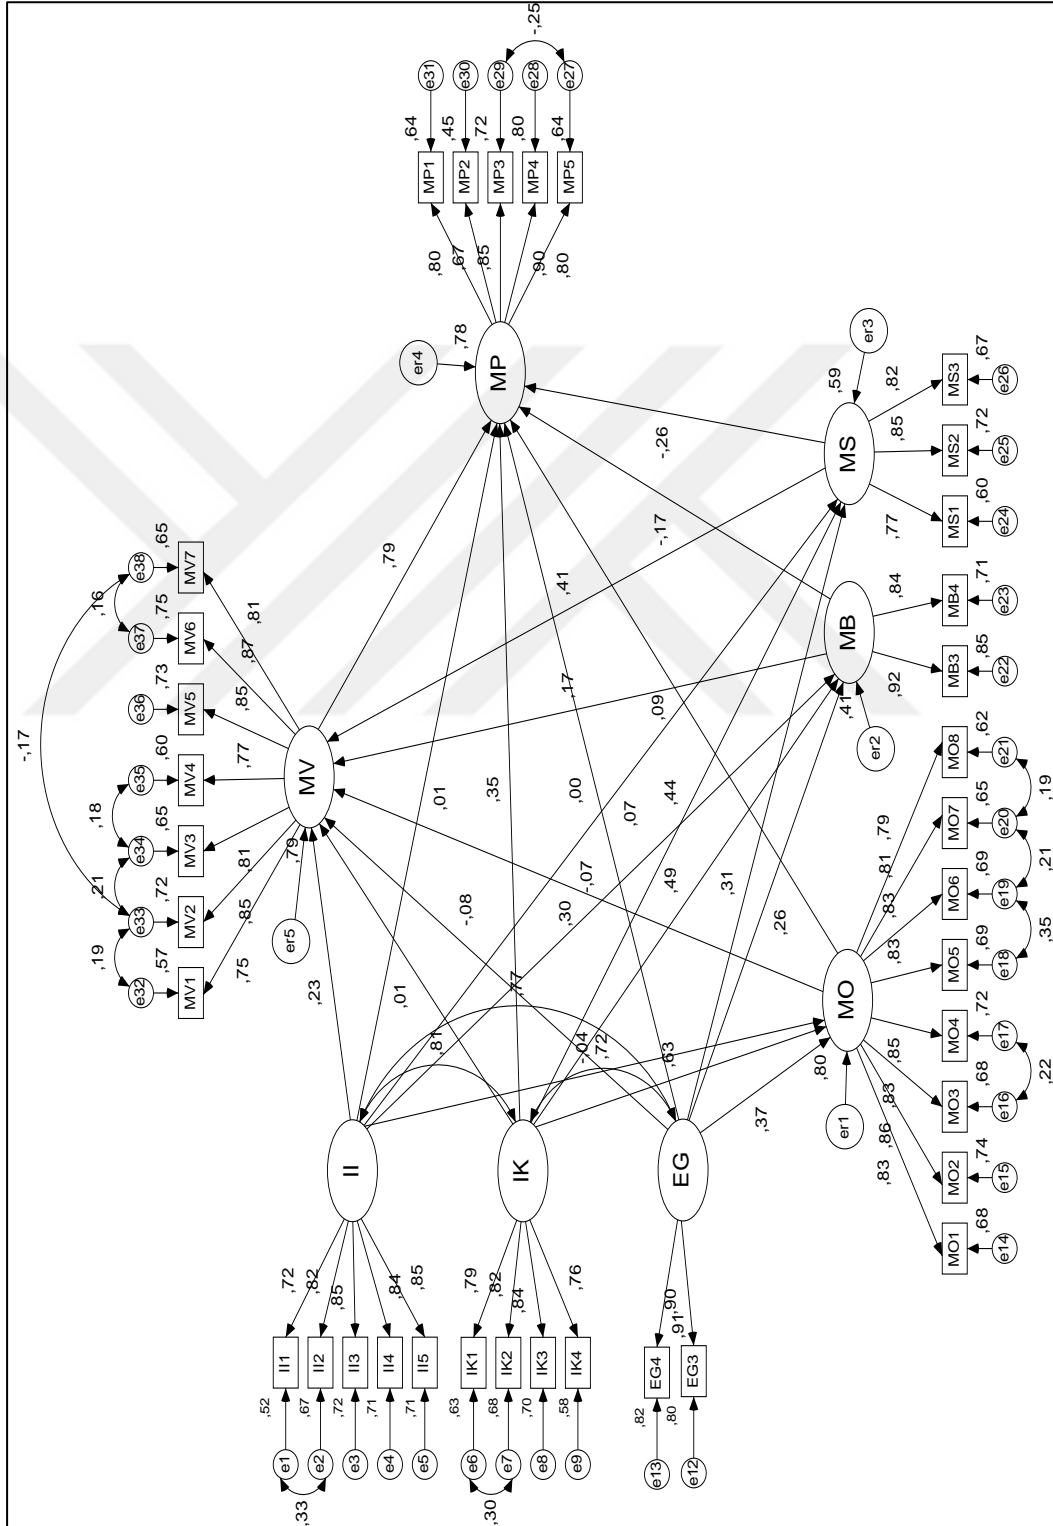 -,25
e31
e30
e29
e28
e27
,64
,45
,72
,80
,64
MP1
MP2
MP3
MP4
MP5
,80
,67
,85
,90
,80
er4
,78
MP
er3
,59
MS
,82
,85
,77
MS3
MS2
MS1
,67
,72
,60
e26
e25
e24
-,26
-,17
MB
,84
,92
,41
MB4
MB3
,71
,85
e23
e22
er2
-,17
,16
,18
,21
,19
e38
e37
e36
e35
e34
e33
e32
,65
,75
,73
,60
,65
,72
,57
MV7
MV6
MV5
MV4
MV3
MV2
MV1
,81
,87
,85
,77
,81
,85
,75
MV
,79
er5
,79
,41
,17
,09
,01
,35
,00
,07
,44
-,08
-,07
,30
,49
,31
,26
,23
,01
,77
,81
-,04
,72
,63
,37
MO
,80
er1
,79
,81
,83
,83
,85
,83
,86
,83
MO8
MO7
MO6
MO5
MO4
MO3
MO2
MO1
,62
,65
,69
,69
,72
,68
,74
,68
e21
e20
e19
e18
e17
e16
e15
e14
,19
,21
,35
,22
II
IK
EG
,72
,82
,85
,84
,85
II1
II2
II3
II4
II5
,52
,67
,72
,71
,71
e1
e2
e3
e4
e5
,33
,79
,82
,84
,76
IK1
IK2
IK3
IK4
,63
,68
,70
,58
e6
e7
e8
e9
,30
,90
,91
EG4
EG3
,82
,80
e13
e12